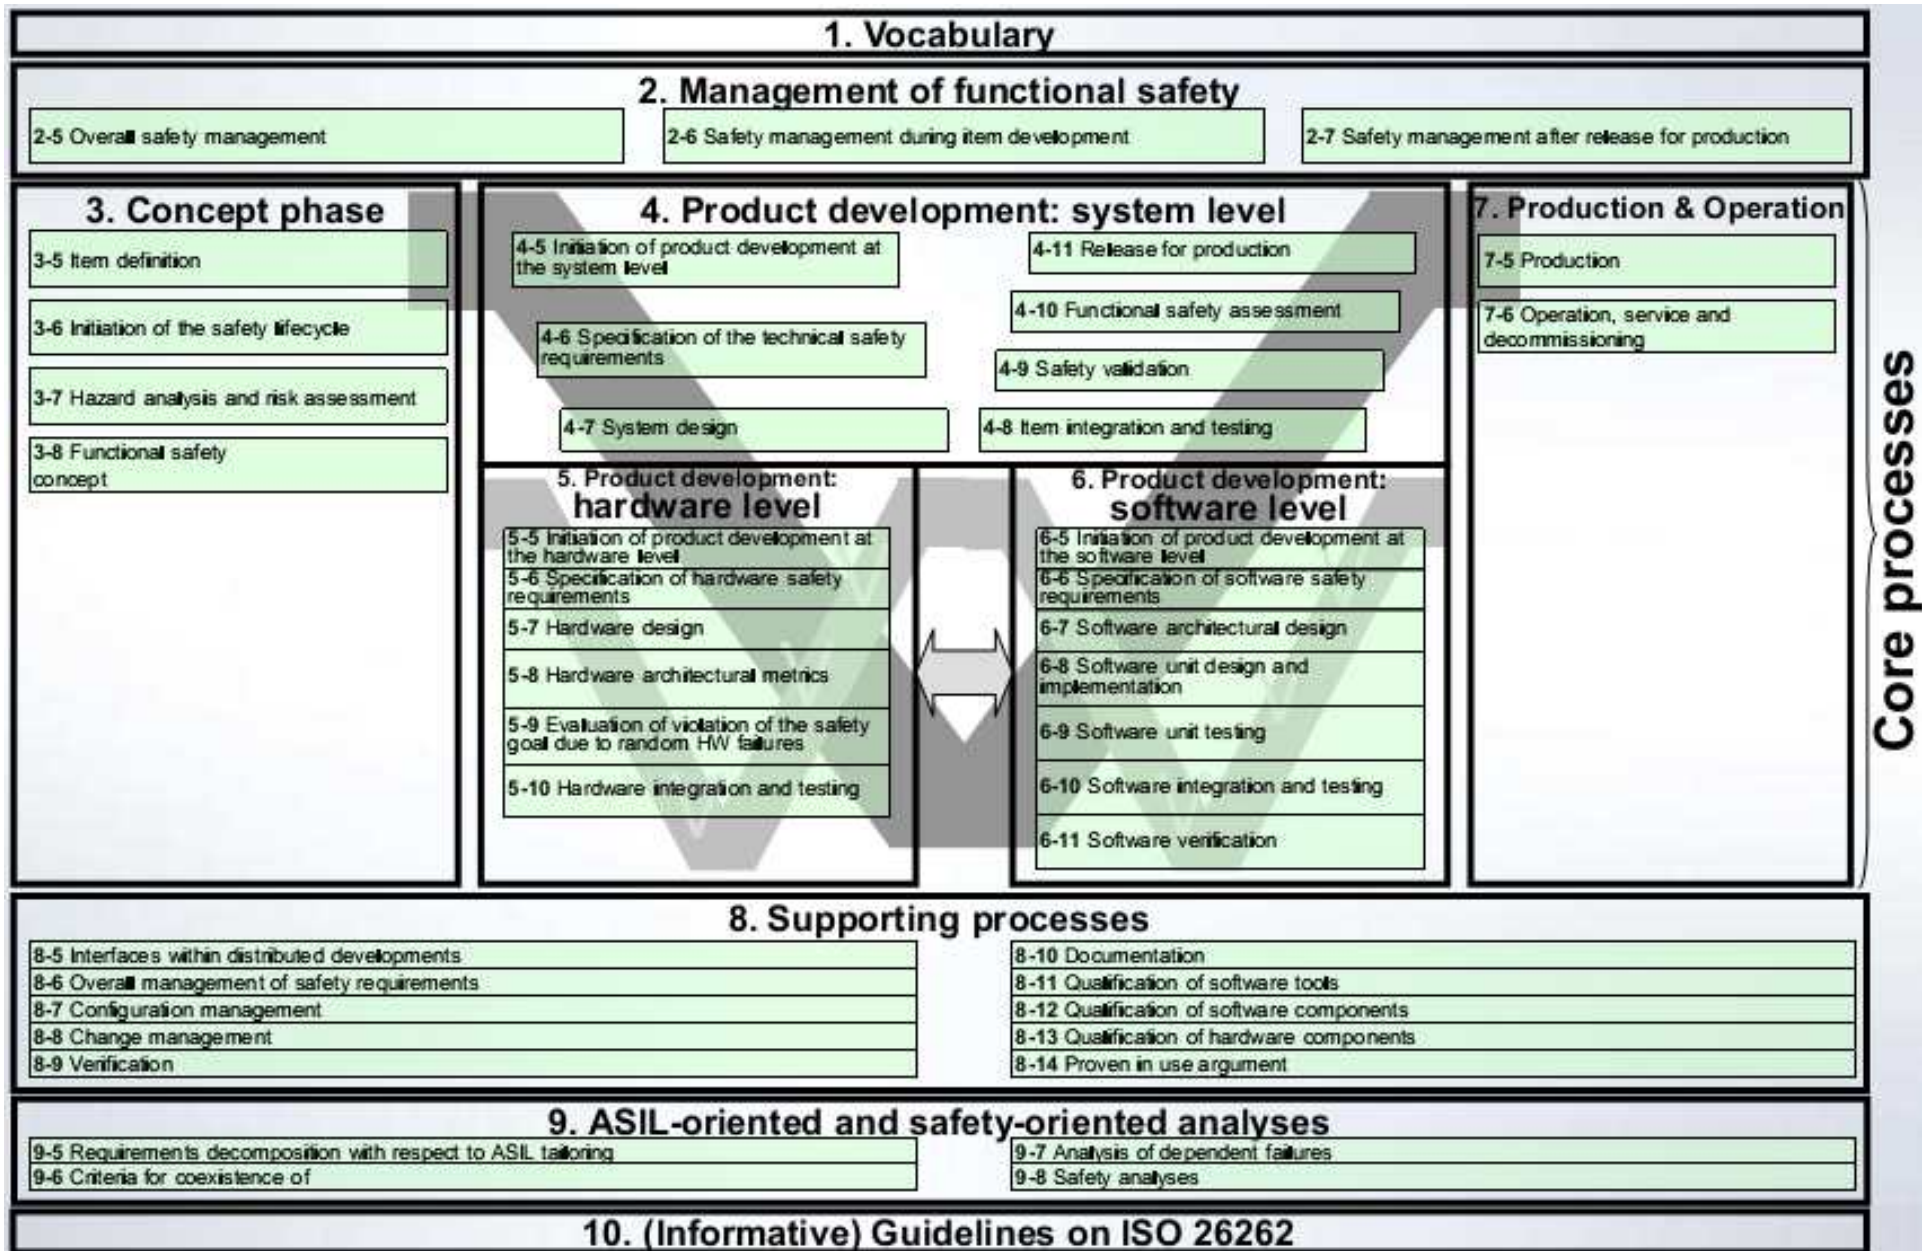 1. Vocabulary
2. Management of functional safety
2-5 Overall safety management
2-6 Safety management during item development
2-7 Safety management after release for production
3. Concept phase
3-5 Item definition
3-6 Initiation of the safety lifecycle
3-7 Hazard analysis and risk assessment
3-8 Functional safety
concept
4. Product development: system level
4-5 Initiation of product development at
the system level
4-6 Specification of the technical safety
requirements
4-7 System design
4-11 Release for production
4-10 Functional safety assessment
4-9 Safety validation
4-8 Item integration and testing
5. Product development:
hardware level
5-5 Initiation of product development at
the hardware level
5-6 Specification of hardware safety
requirements
5-7 Hardware design
5-8 Hardware architectural metrics
5-9 Evaluation of violation of the safety
goal due to random HW failures
5-10 Hardware integration and testing
6. Product development:
software level
6-5 Initiation of product development at
the software level
6-6 Specification of software safety
requirements
6-7 Software architectural design
6-8 Software unit design and
implementation
6-9 Software unit testing
6-10 Software integration and testing
6-11 Software verification
7. Production & Operation
7-5 Production
7-6 Operation, service and
decommissioning
Core processes
8. Supporting processes
8-5 Interfaces within distributed developments
8-6 Overall management of safety requirements
8-7 Configuration management
8-8 Change management
8-9 Verification
8-10 Documentation
8-11 Qualification of software tools
8-12 Qualification of software components
8-13 Qualification of hardware components
8-14 Proven in use argument
9. ASIL-oriented and safety-oriented analyses
9-5 Requirements decomposition with respect to ASIL tailoring
9-6 Criteria for coexistence of
9-7 Analysis of dependent failures
9-8 Safety analyses
10. (Informative) Guidelines on ISO 26262